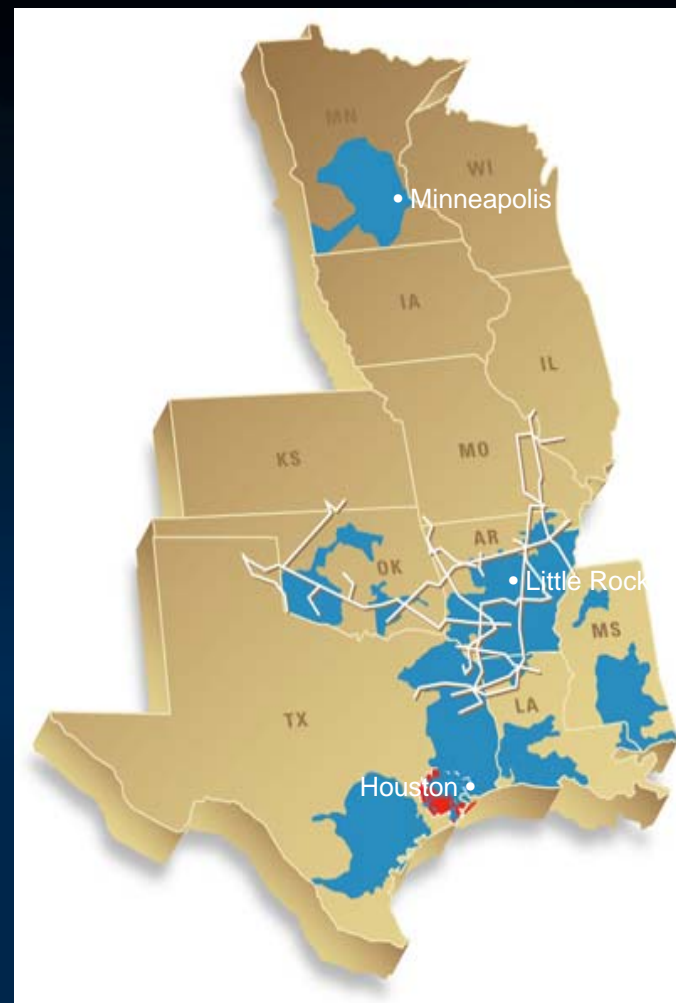 MN
WI
Minneapolis
IA
IL
KS
MO
AR
OK
Little Rock
MS
TX
LA
Houston